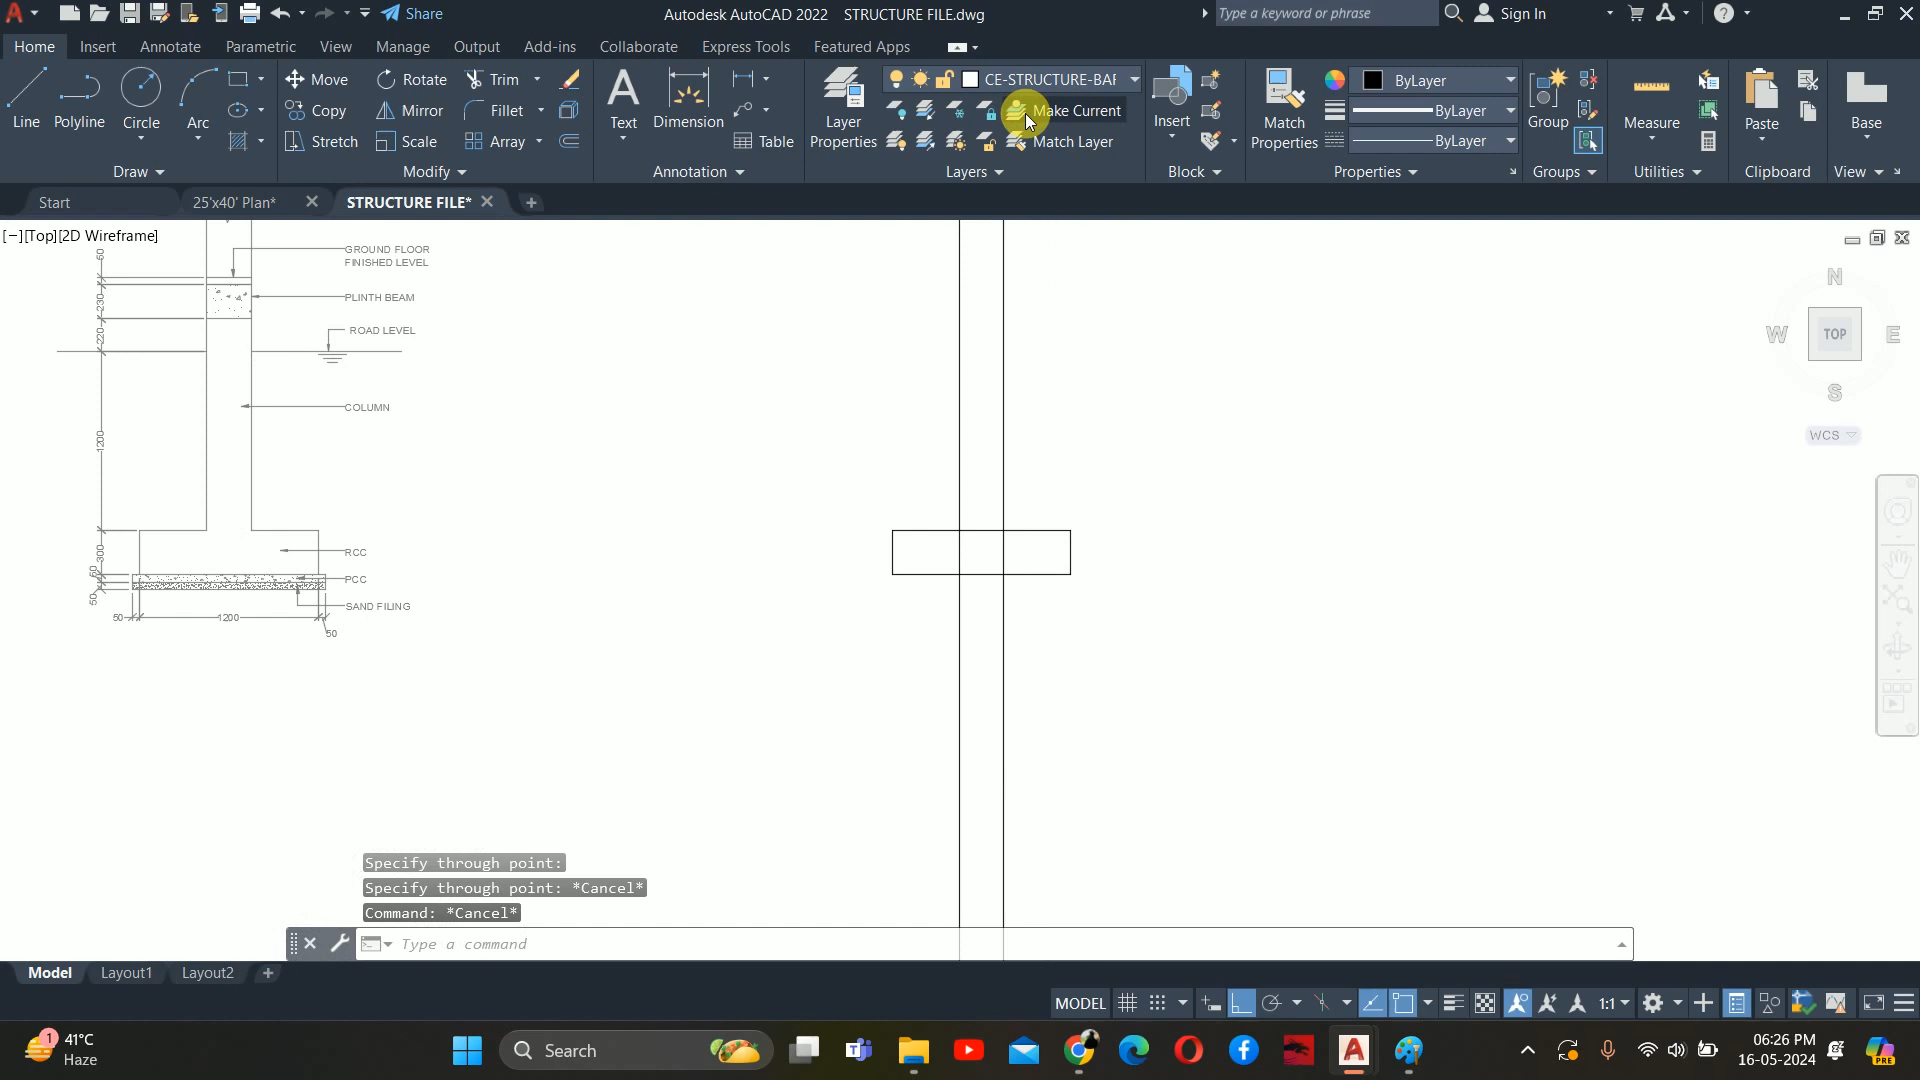 Share
Autodesk AutoCAD 2022 STRUCTURE FILE.dwg
Type a keyword or phrase
Sign In
Home Insert Annotate Parametric View Manage Output Add-ins Collaborate Express Tools Featured Apps
Line
Polyline
Circle
Arc
Draw
Move
Rotate
Trim
Copy
Mirror
Fillet
Stretch
Scale
Array
Modify
Text
Dimension
Table
Annotation
Layer
Properties
CE-STRUCTURE-BAR
Make Current
Match Layer
Layers
Insert
Block
Match
Properties
ByLayer
ByLayer
ByLayer
Properties
Group
Groups
Measure
Utilities
Paste
Clipboard
Base
View
Start
25'x40' Plan*
STRUCTURE FILE*
[−][Top][2D Wireframe]
N
W
TOP
E
S
WCS
GROUND FLOOR
FINISHED LEVEL
PLINTH BEAM
ROAD LEVEL
COLUMN
RCC
PCC
SAND FILING
60
230
220
1200
300
50
50
50
1200
50
Specify through point:
Specify through point: *Cancel*
Command: *Cancel*
Type a command
Model
Layout1
Layout2
MODEL
1:1
1
41°C
Haze
Search
06:26 PM
16-05-2024
PRE